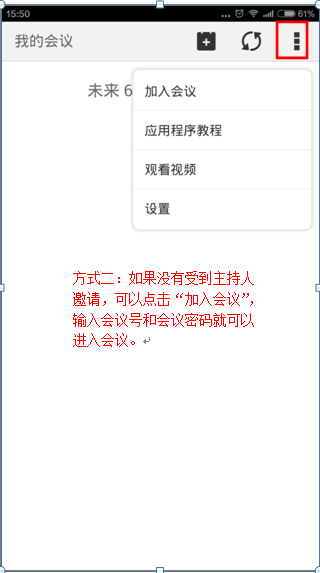 15:50 61%
我的会议
未来 6
加入会议
应用程序教程
观看视频
设置
方式二：如果没有受到主持人
邀请，可以点击“加入会议”，
输入会议号和会议密码就可以
进入会议。